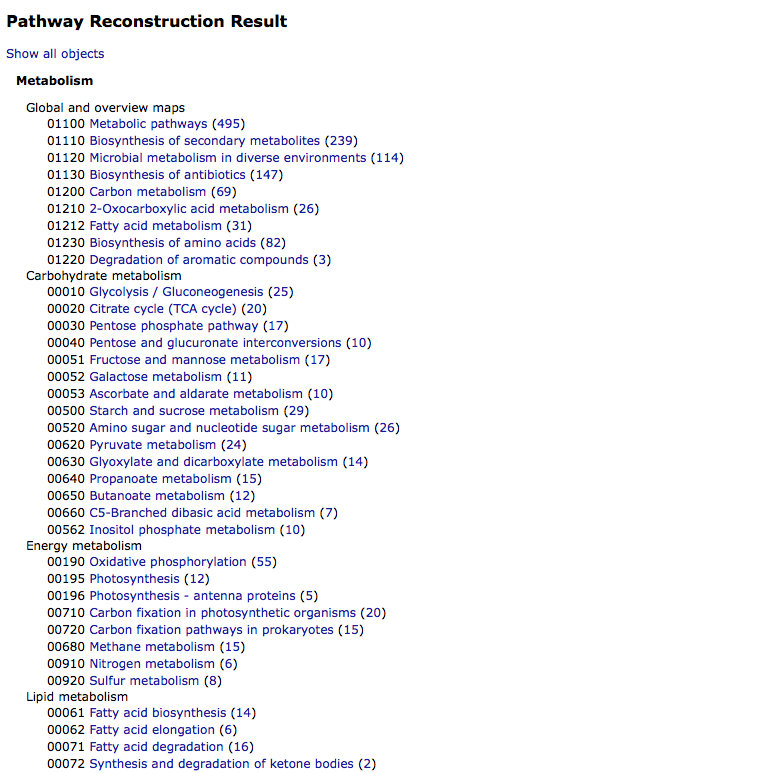 Pathway Reconstruction Result
Show all objects
Metabolism
Global and overview maps
01100 Metabolic pathways (495)
01110 Biosynthesis of secondary metabolites (239)
01120 Microbial metabolism in diverse environments (114)
01130 Biosynthesis of antibiotics (147)
01200 Carbon metabolism (69)
01210 2-Oxocarboxylic acid metabolism (26)
01212 Fatty acid metabolism (31)
01230 Biosynthesis of amino acids (82)
01220 Degradation of aromatic compounds (3)
Carbohydrate metabolism
00010 Glycolysis / Gluconeogenesis (25)
00020 Citrate cycle (TCA cycle) (20)
00030 Pentose phosphate pathway (17)
00040 Pentose and glucuronate interconversions (10)
00051 Fructose and mannose metabolism (17)
00052 Galactose metabolism (11)
00053 Ascorbate and aldarate metabolism (10)
00500 Starch and sucrose metabolism (29)
00520 Amino sugar and nucleotide sugar metabolism (26)
00620 Pyruvate metabolism (24)
00630 Glyoxylate and dicarboxylate metabolism (14)
00640 Propanoate metabolism (15)
00650 Butanoate metabolism (12)
00660 C5-Branched dibasic acid metabolism (7)
00562 Inositol phosphate metabolism (10)
Energy metabolism
00190 Oxidative phosphorylation (55)
00195 Photosynthesis (12)
00196 Photosynthesis - antenna proteins (5)
00710 Carbon fixation in photosynthetic organisms (20)
00720 Carbon fixation pathways in prokaryotes (15)
00680 Methane metabolism (15)
00910 Nitrogen metabolism (6)
00920 Sulfur metabolism (8)
Lipid metabolism
00061 Fatty acid biosynthesis (14)
00062 Fatty acid elongation (6)
00071 Fatty acid degradation (16)
00072 Synthesis and degradation of ketone bodies (2)